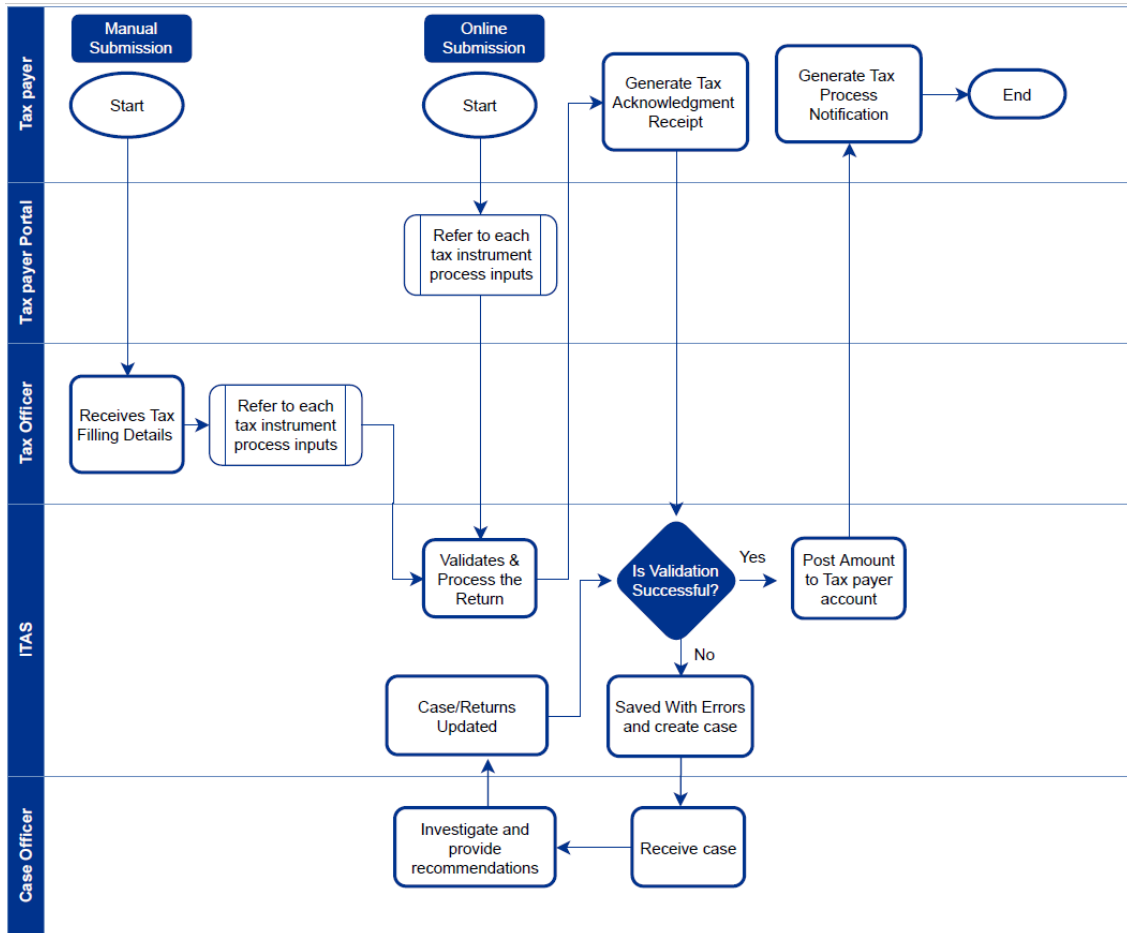 Tax payer
Manual
Submission
Start
Online
Submission
Start
Generate Tax
Acknowledgment
Receipt
Generate Tax
Process
Notification
End
Tax payer Portal
Refer to each
tax instrument
process inputs
Tax Officer
Receives Tax
Filling Details
Refer to each
tax instrument
process inputs
ITAS
Validates &
Process the
Return
Is Validation
Successful?
Yes
Post Amount
to Tax payer
account
No
Case/Returns
Updated
Saved With Errors
and create case
Case Officer
Investigate and
provide
recommendations
Receive case